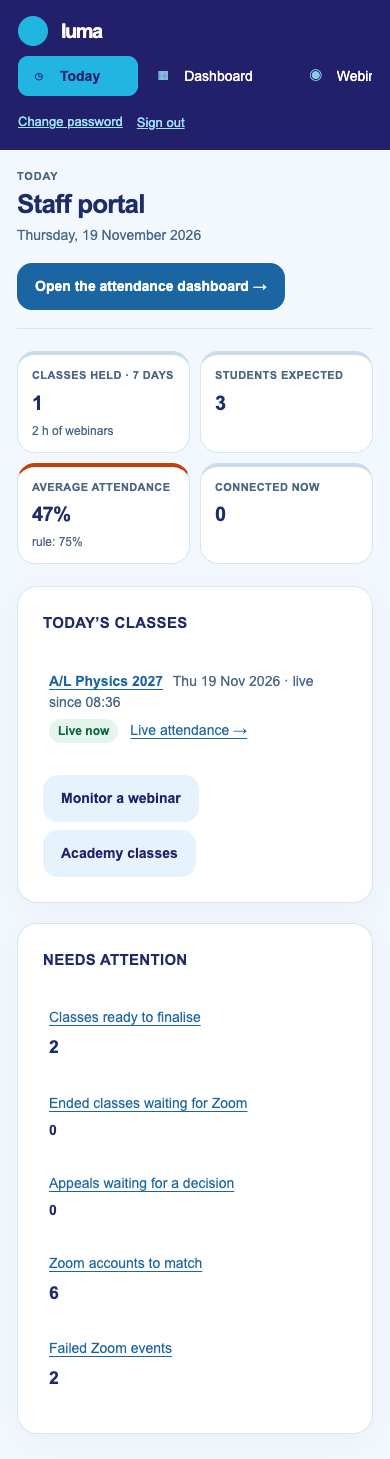 luma
Today
Dashboard
Webir
Change password
Sign out
TODAY
Staff portal
Thursday, 19 November 2026
Open the attendance dashboard →
CLASSES HELD · 7 DAYS
1
2 h of webinars
STUDENTS EXPECTED
3
AVERAGE ATTENDANCE
47%
rule: 75%
CONNECTED NOW
0
TODAY’S CLASSES
A/L Physics 2027 Thu 19 Nov 2026 · live
since 08:36
Live now Live attendance →
Monitor a webinar
Academy classes
NEEDS ATTENTION
Classes ready to finalise
2
Ended classes waiting for Zoom
0
Appeals waiting for a decision
0
Zoom accounts to match
6
Failed Zoom events
2